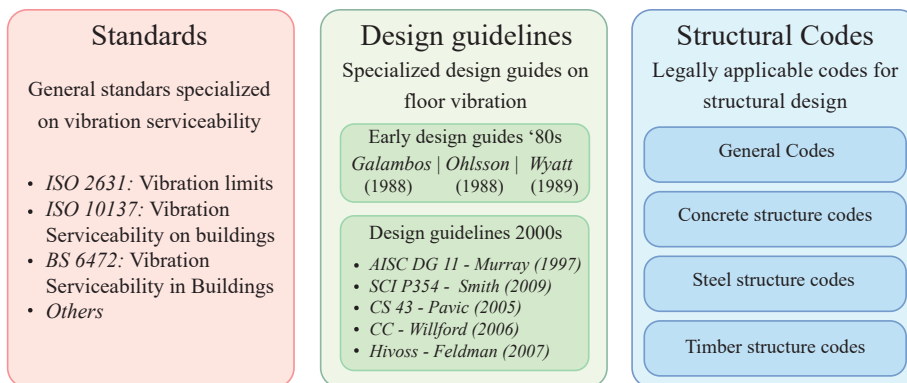 Standards
General standars specialized
on vibration serviceability
• ISO 2631: Vibration limits
• ISO 10137: Vibration
Serviceability on buildings
• BS 6472: Vibration
Serviceability in Buildings
• Others
Design guidelines
Specialized design guides on
floor vibration
Early design guides ‘80s
Galambos | Ohlsson | Wyatt
(1988) (1988) (1989)
Design guidelines 2000s
• AISC DG 11 - Murray (1997)
• SCI P354 - Smith (2009)
• CS 43 - Pavic (2005)
• CC - Willford (2006)
• Hivoss - Feldman (2007)
Structural Codes
Legally applicable codes for
structural design
General Codes
Concrete structure codes
Steel structure codes
Timber structure codes